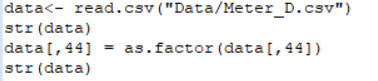 data<- read.csv("Data/Meter_D.csv")
str(data)
data[,44] = as.factor(data[,44])
str(data)